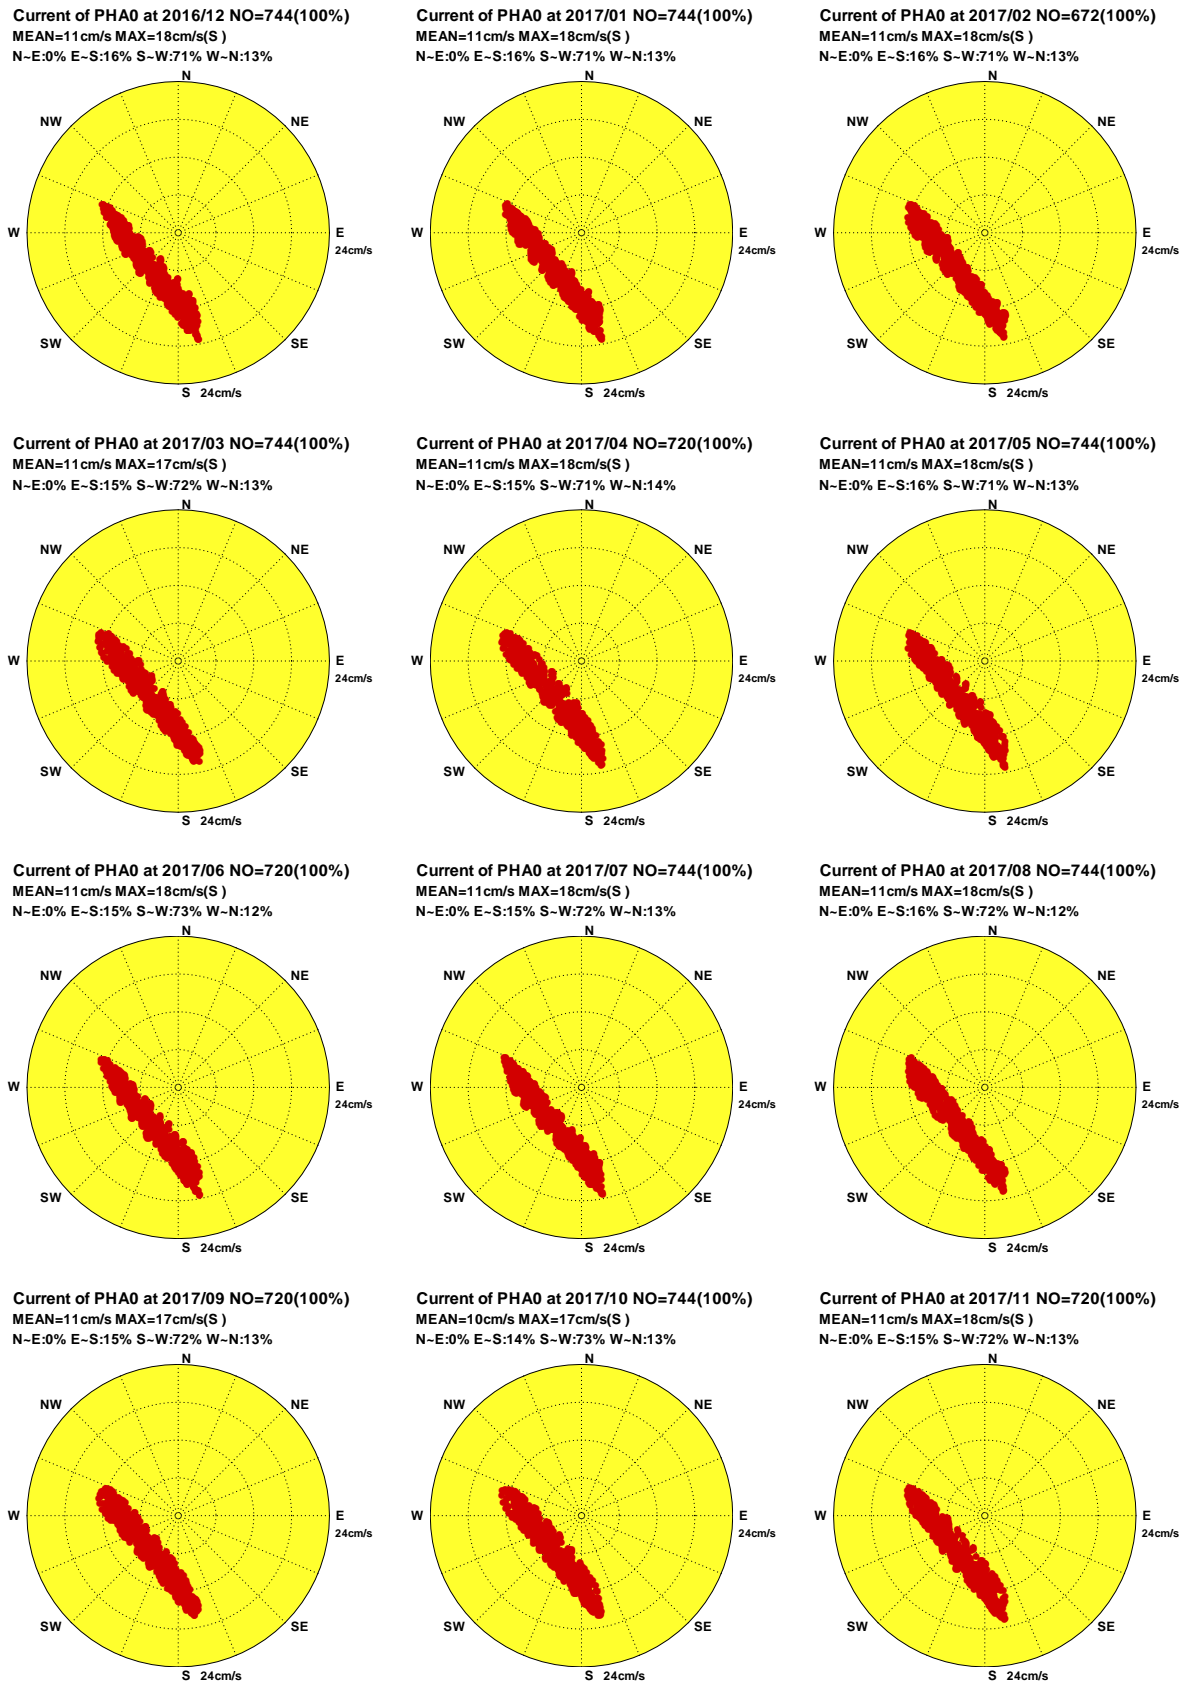 Current of PHA0 at 2016/12 NO=744(100%)
MEAN=11cm/s MAX=18cm/s(S )
N~E:0% E~S:16% S~W:71% W~N:13%
N
NW
NE
W
E
24cm/s
SW
SE
S 24cm/s
Current of PHA0 at 2017/01 NO=744(100%)
MEAN=11cm/s MAX=18cm/s(S )
N~E:0% E~S:16% S~W:71% W~N:13%
N
NW
NE
W
E
24cm/s
SW
SE
S 24cm/s
Current of PHA0 at 2017/02 NO=672(100%)
MEAN=11cm/s MAX=18cm/s(S )
N~E:0% E~S:16% S~W:71% W~N:13%
N
NW
NE
W
E
24cm/s
SW
SE
S 24cm/s
Current of PHA0 at 2017/03 NO=744(100%)
MEAN=11cm/s MAX=17cm/s(S )
N~E:0% E~S:15% S~W:72% W~N:13%
N
NW
NE
W
E
24cm/s
SW
SE
S 24cm/s
Current of PHA0 at 2017/04 NO=720(100%)
MEAN=11cm/s MAX=18cm/s(S )
N~E:0% E~S:15% S~W:71% W~N:14%
N
NW
NE
W
E
24cm/s
SW
SE
S 24cm/s
Current of PHA0 at 2017/05 NO=744(100%)
MEAN=11cm/s MAX=18cm/s(S )
N~E:0% E~S:16% S~W:71% W~N:13%
N
NW
NE
W
E
24cm/s
SW
SE
S 24cm/s
Current of PHA0 at 2017/06 NO=720(100%)
MEAN=11cm/s MAX=18cm/s(S )
N~E:0% E~S:15% S~W:73% W~N:12%
N
NW
NE
W
E
24cm/s
SW
SE
S 24cm/s
Current of PHA0 at 2017/07 NO=744(100%)
MEAN=11cm/s MAX=18cm/s(S )
N~E:0% E~S:15% S~W:72% W~N:13%
N
NW
NE
W
E
24cm/s
SW
SE
S 24cm/s
Current of PHA0 at 2017/08 NO=744(100%)
MEAN=11cm/s MAX=18cm/s(S )
N~E:0% E~S:16% S~W:72% W~N:12%
N
NW
NE
W
E
24cm/s
SW
SE
S 24cm/s
Current of PHA0 at 2017/09 NO=720(100%)
MEAN=11cm/s MAX=17cm/s(S )
N~E:0% E~S:15% S~W:72% W~N:13%
N
NW
NE
W
E
24cm/s
SW
SE
S 24cm/s
Current of PHA0 at 2017/10 NO=744(100%)
MEAN=10cm/s MAX=17cm/s(S )
N~E:0% E~S:14% S~W:73% W~N:13%
N
NW
NE
W
E
24cm/s
SW
SE
S 24cm/s
Current of PHA0 at 2017/11 NO=720(100%)
MEAN=11cm/s MAX=18cm/s(S )
N~E:0% E~S:15% S~W:72% W~N:13%
N
NW
NE
W
E
24cm/s
SW
SE
S 24cm/s